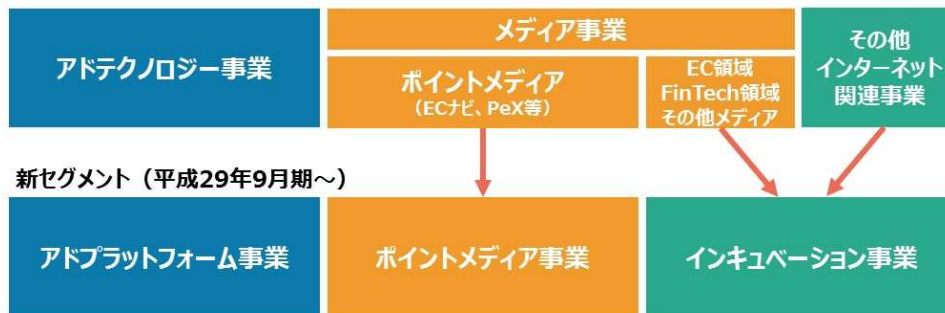 アドテクノロジー事業
メディア事業
ポイントメディア
（ECナビ、PeX等）
EC領域
FinTech領域
その他メディア
その他
インターネット
関連事業
新セグメント（平成29年9月期～）
アドプラットフォーム事業
ポイントメディア事業
インキュベーション事業